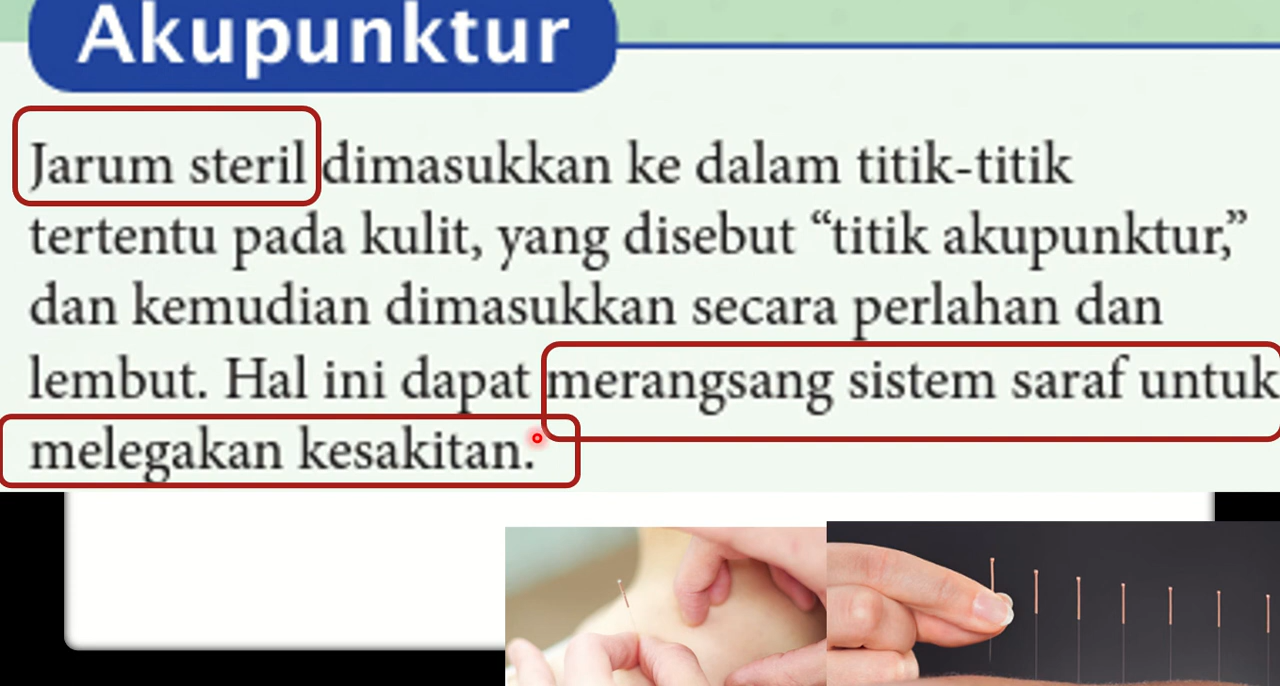 Akupunktur
Jarum steril dimasukkan ke dalam titik-titik
tertentu pada kulit, yang disebut “titik akupunktur,”
dan kemudian dimasukkan secara perlahan dan
lembut. Hal ini dapat merangsang sistem saraf untuk
melegakan kesakitan.